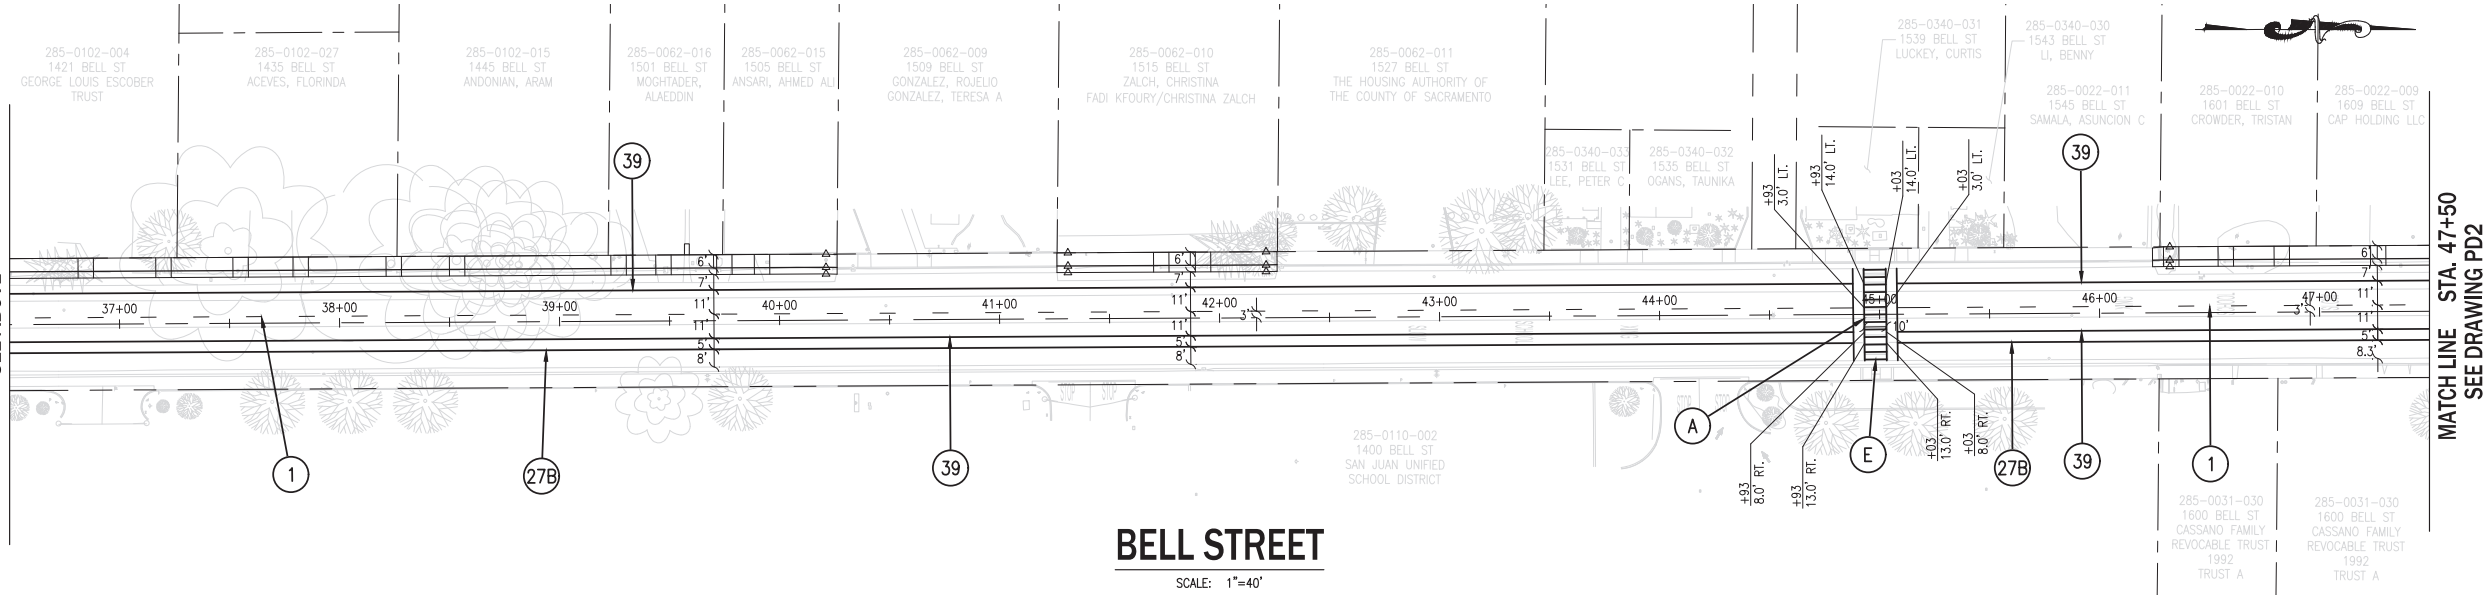 285-0102-004
1421 BELL ST
GEORGE LOUIS ESCOBER
TRUST
285-0102-027
1435 BELL ST
ACEVES, FLORINDA
285-0102-015
1445 BELL ST
ANDONIAN, ARAM
285-0062-016
1501 BELL ST
MOGHTADER,
ALAEDDIN
285-0062-015
1505 BELL ST
ANSARI, AHMED ALI
285-0062-009
1509 BELL ST
GONZALEZ, ROJELIO
GONZALEZ, TERESA A
285-0062-010
1515 BELL ST
ZALCH, CHRISTINA
FADI KFOURY/CHRISTINA ZALCH
285-0062-011
1527 BELL ST
THE HOUSING AUTHORITY OF
THE COUNTY OF SACRAMENTO
285-0340-033
1531 BELL ST
LEE, PETER C
285-0340-032
1535 BELL ST
OGANS, TAUNIKA
285-0340-031
1539 BELL ST
LUCKEY, CURTIS
285-0340-030
1543 BELL ST
LI, BENNY
285-0022-011
1545 BELL ST
SAMALA, ASUNCION C
285-0022-010
1601 BELL ST
CROWDER, TRISTAN
285-0022-009
1609 BELL ST
CAP HOLDING LLC
39
39
+93
3.0' LT.
+93
14.0' LT.
+03
14.0' LT.
+03
3.0' LT.
6'
7'
11'
11'
5'
8'
6'
7'
11'
11'
5'
8'
3'
10'
3'
6'
7'
11'
11'
5'
8.3'
37+00
38+00
39+00
40+00
41+00
42+00
43+00
44+00
45+00
46+00
47+00
STOP
STOP
STOP
STOP
1
27B
39
A
E
27B
39
1
+93
8.0' RT.
+93
13.0' RT.
+03
13.0' RT.
+03
8.0' RT.
285-0110-002
1400 BELL ST
SAN JUAN UNIFIED
SCHOOL DISTRICT
285-0031-030
1600 BELL ST
CASSANO FAMILY
REVOCABLE TRUST
1992
TRUST A
285-0031-030
1600 BELL ST
CASSANO FAMILY
REVOCABLE TRUST
1992
TRUST A
MATCH LINE STA. 47+50
SEE DRAWING PD2
BELL STREET
SCALE: 1"=40'